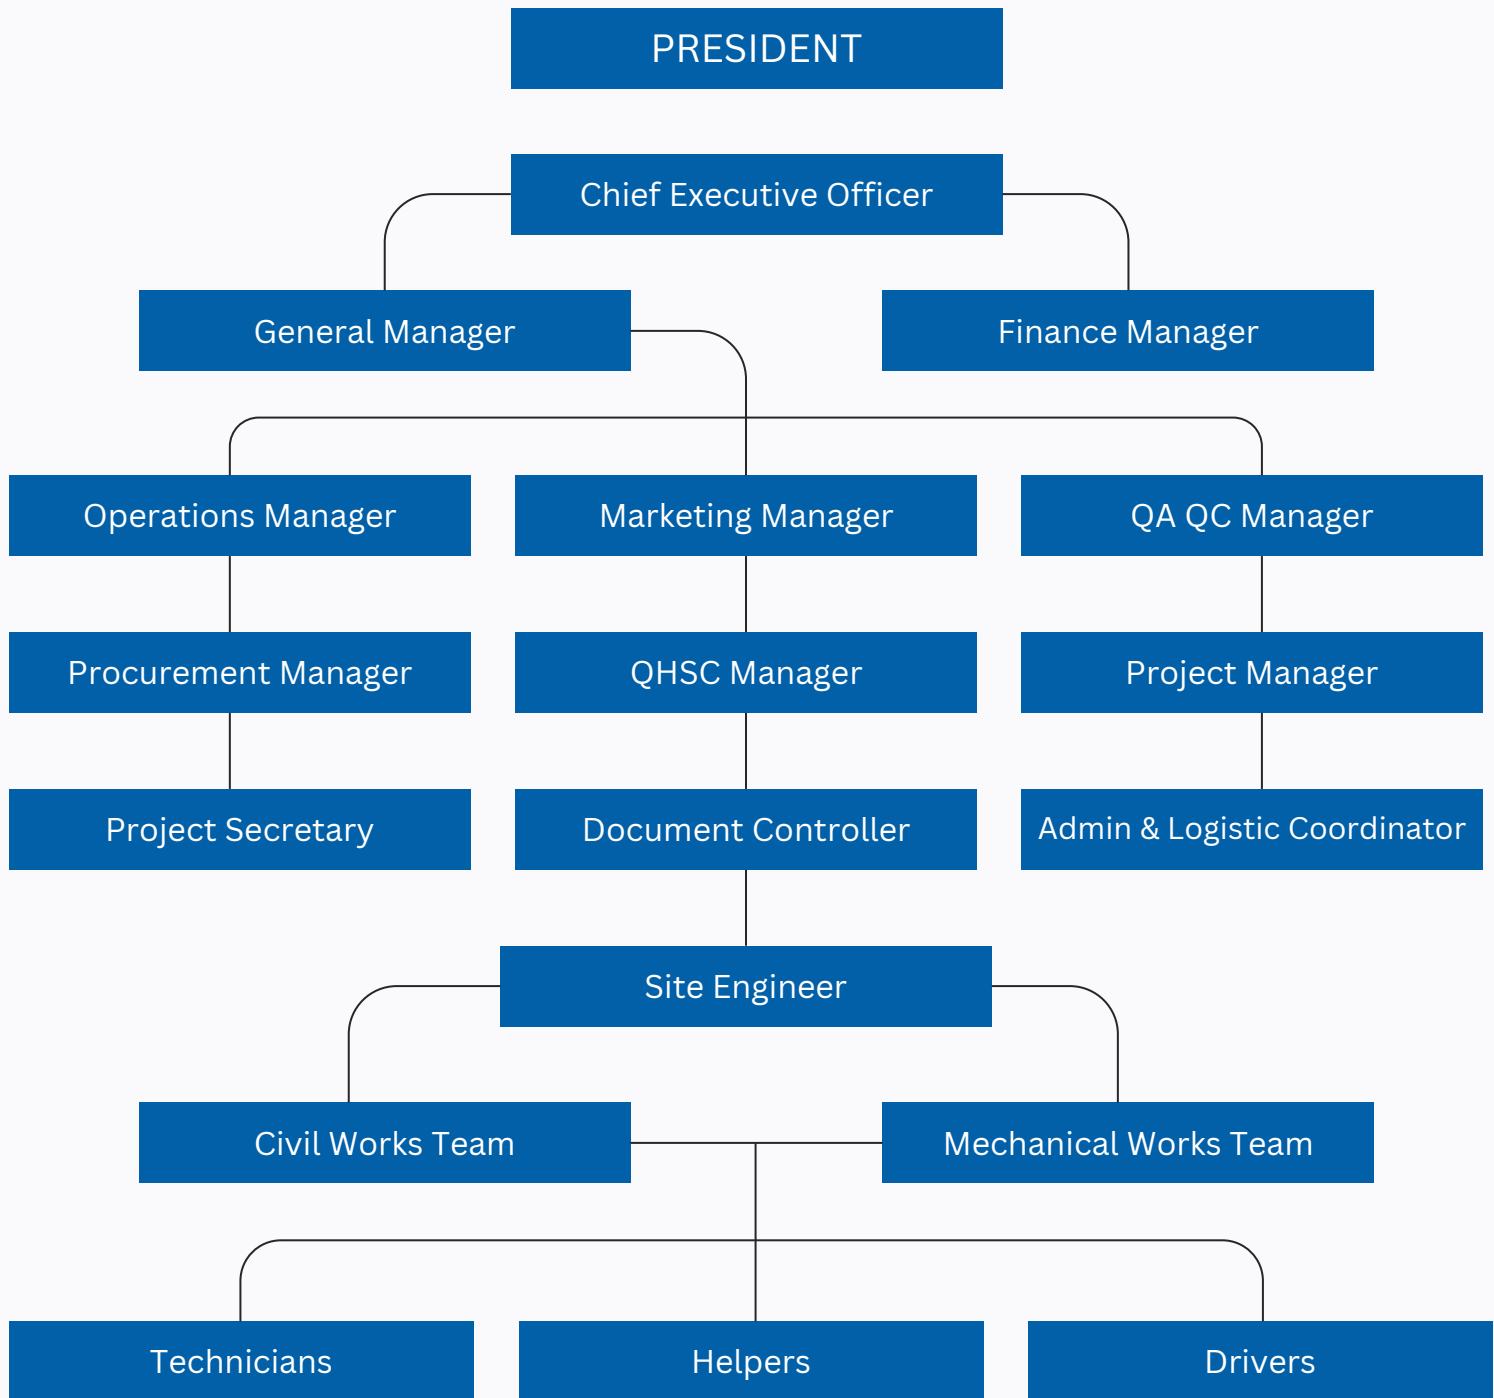 PRESIDENT
Chief Executive Officer
General Manager
Finance Manager
Operations Manager
Marketing Manager
QA QC Manager
Procurement Manager
QHSC Manager
Project Manager
Project Secretary
Document Controller
Admin & Logistic Coordinator
Site Engineer
Civil Works Team
Mechanical Works Team
Technicians
Helpers
Drivers